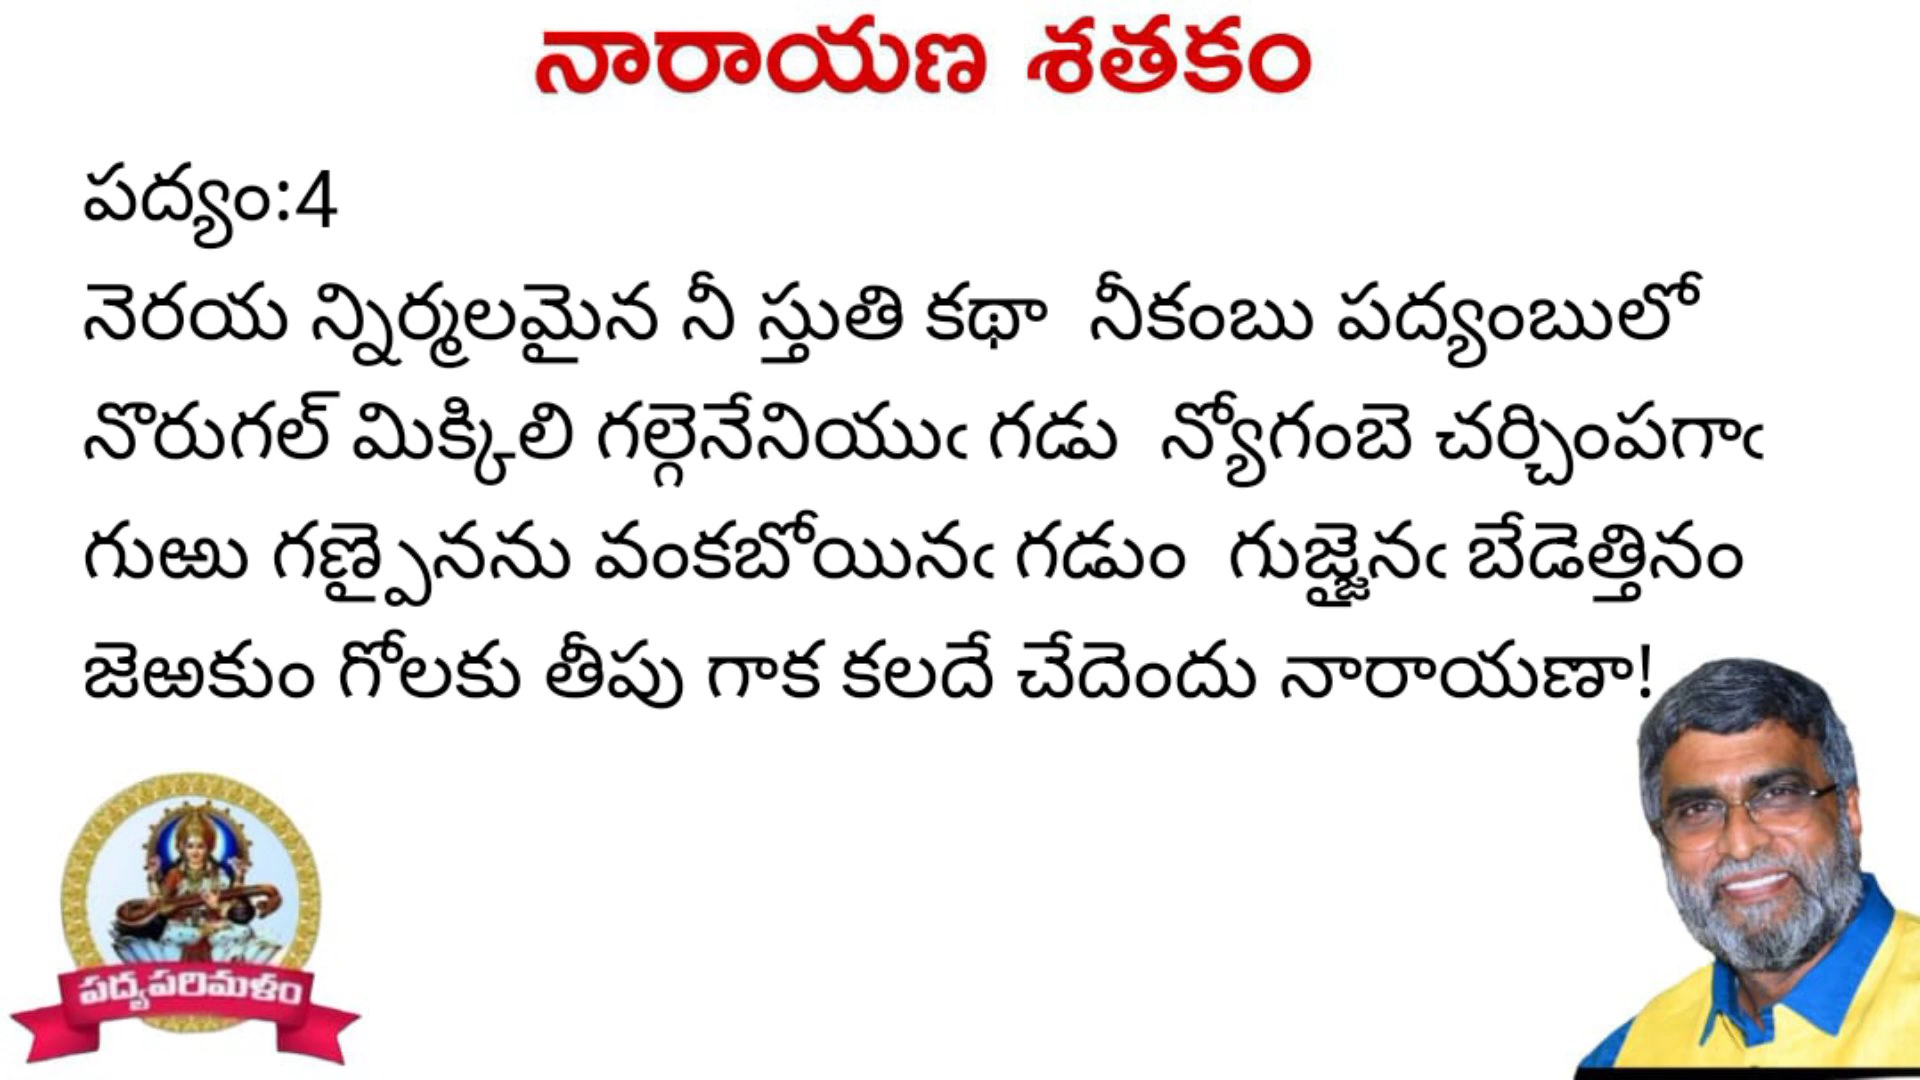 నారాయణ శతకం
పద్యం:4
నెరయ న్నిర్మలమైన నీ స్తుతి కథా నీకంబు పద్యంబులో
నొరుగల్ మిక్కిలి గల్గెనేనియుఁ గడు న్యోగంబె చర్చింపగాఁ
గుఱు గణ్పైనను వంకబోయినఁ గడుం గుజ్జైనఁ బేడెత్తినం
జెఱకుం గోలకు తీపు గాక కలదే చేదెందు నారాయణా!
పద్యపరిమళం